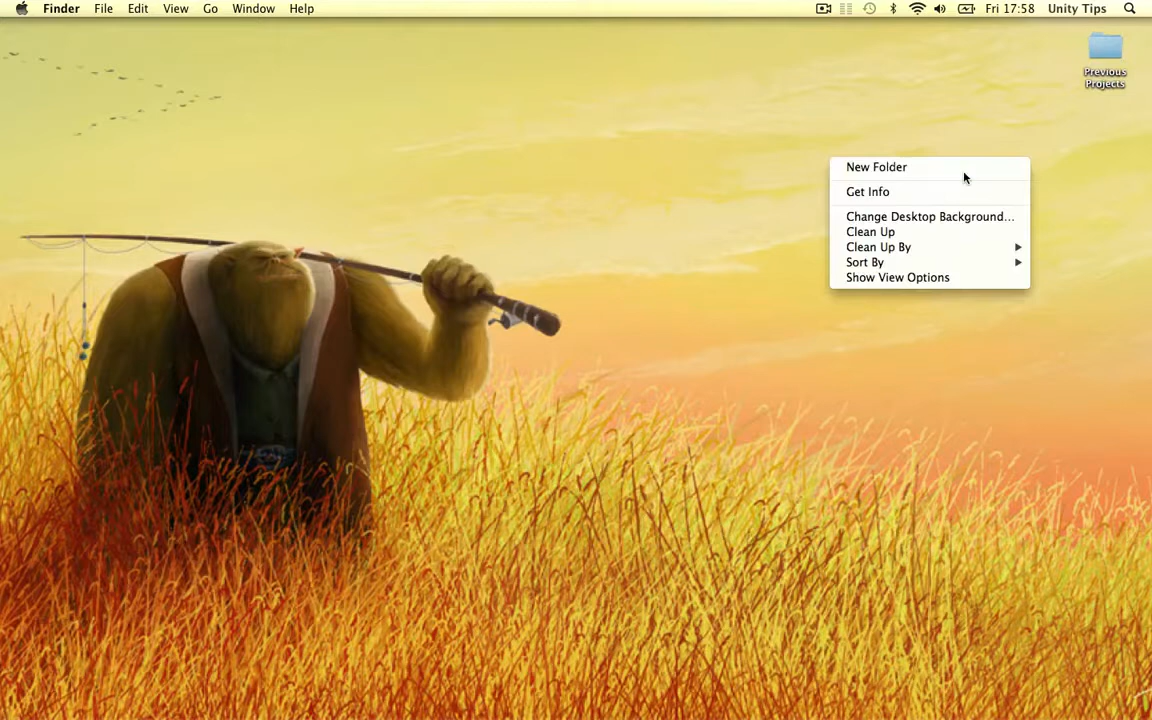 Finder File Edit View Go Window Help Fri 17:58 Unity Tips
Previous
Projects
New Folder
Get Info
Change Desktop Background...
Clean Up
Clean Up By
Sort By
Show View Options